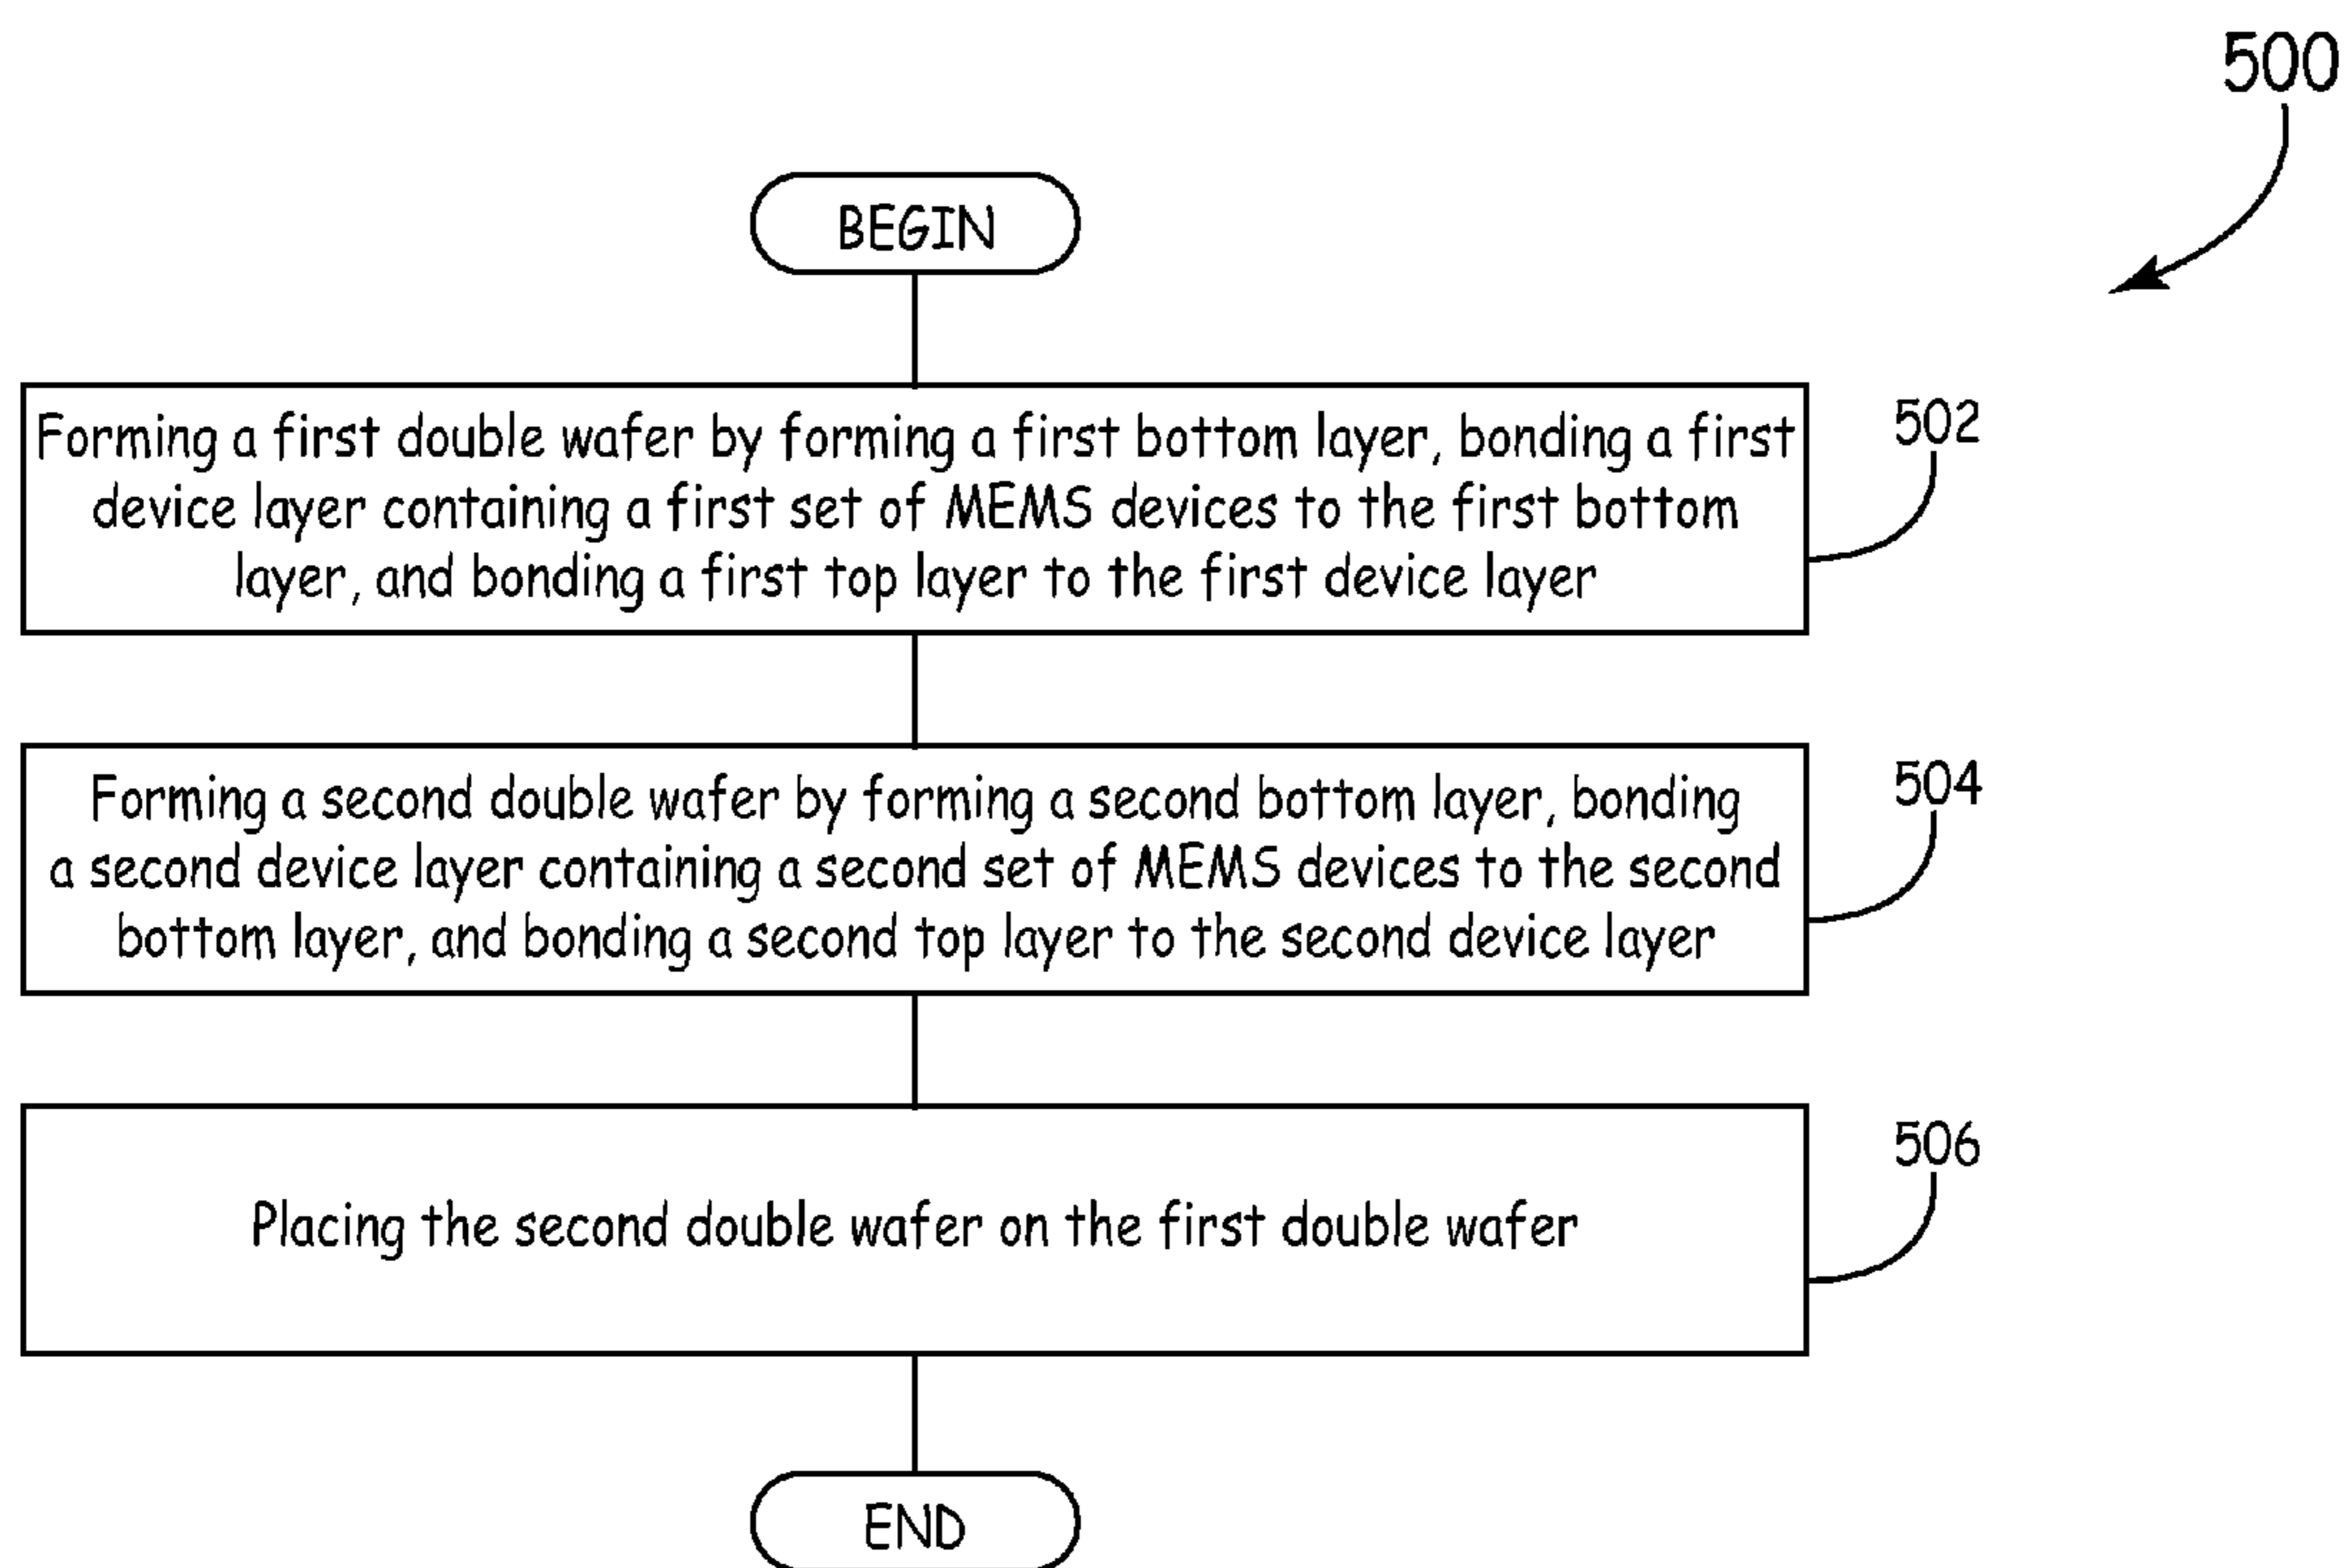 500
BEGIN
Forming a first double wafer by forming a first bottom layer, bonding a first
device layer containing a first set of MEMS devices to the first bottom
layer, and bonding a first top layer to the first device layer
502
Forming a second double wafer by forming a second bottom layer, bonding
a second device layer containing a second set of MEMS devices to the second
bottom layer, and bonding a second top layer to the second device layer
504
Placing the second double wafer on the first double wafer
506
END